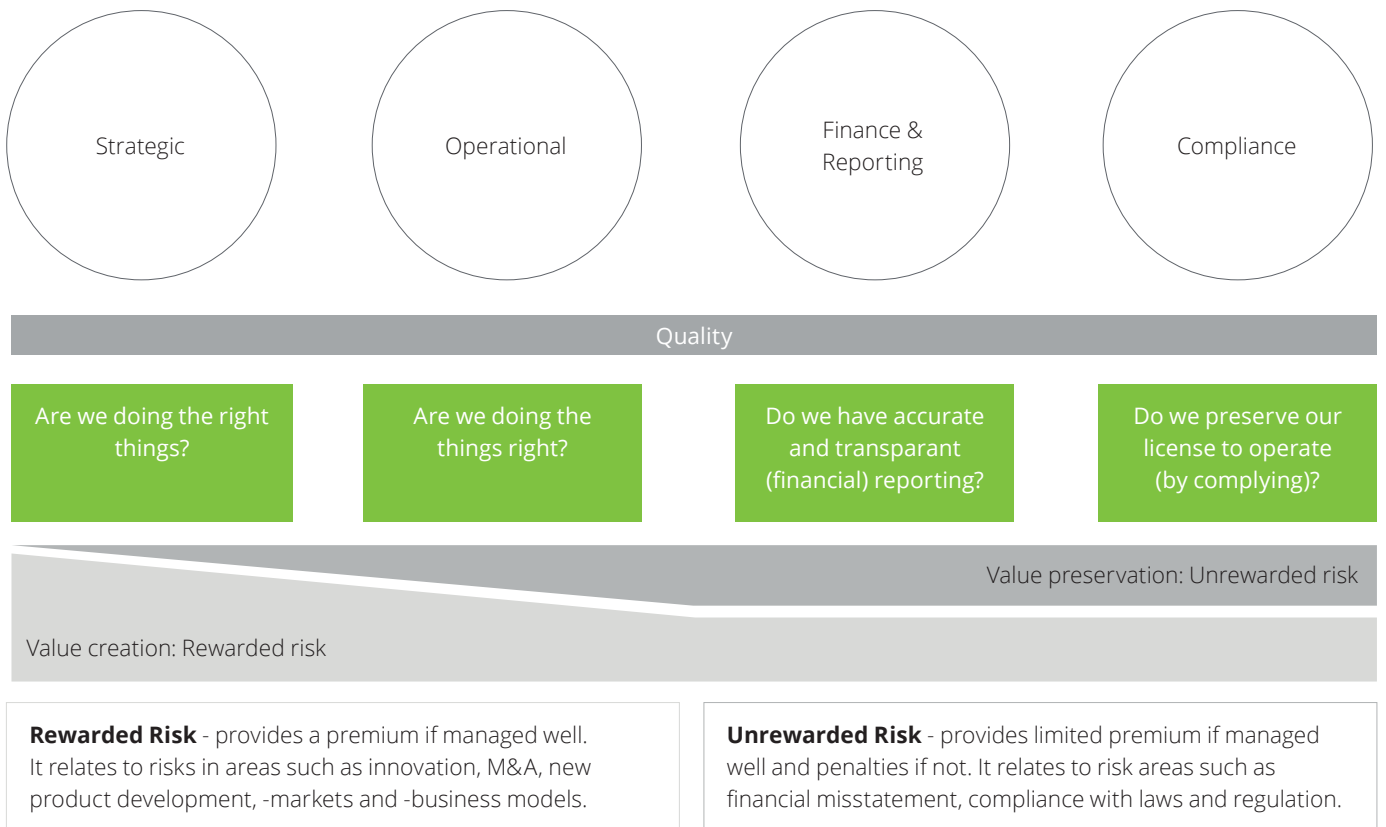 Strategic
Operational
Finance &
Reporting
Compliance
Quality
Are we doing the right
things?
Are we doing the
things right?
Do we have accurate
and transparant
(financial) reporting?
Do we preserve our
license to operate
(by complying)?
Value preservation: Unrewarded risk
Value creation: Rewarded risk
Rewarded Risk - provides a premium if managed well.
It relates to risks in areas such as innovation, M&A, new
product development, -markets and -business models.
Unrewarded Risk - provides limited premium if managed
well and penalties if not. It relates to risk areas such as
financial misstatement, compliance with laws and regulation.